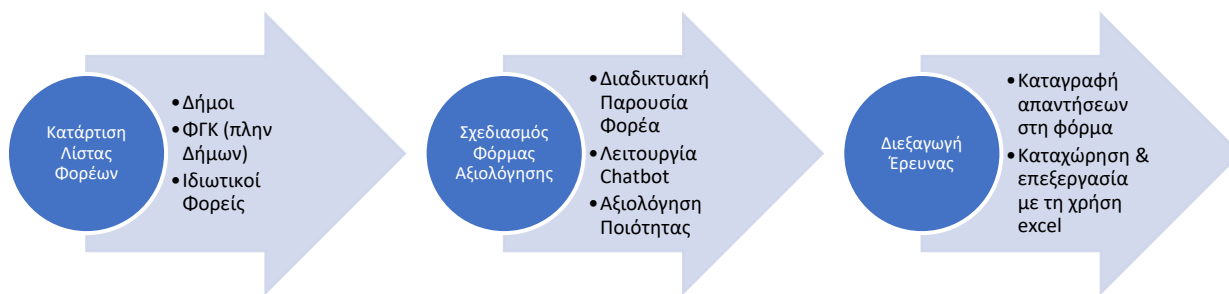 Κατάρτιση
Λίστας
Φορέων
•Δήμοι
•ΦΓΚ (πλην
Δήμων)
•Ιδιωτικοί
Φορείς
Σχεδιασμός
Φόρμας
Αξιολόγησης
•Διαδικτυακή
Παρουσία
Φορέα
•Λειτουργία
Chatbot
•Αξιολόγηση
Ποιότητας
Διεξαγωγή
Έρευνας
•Καταγραφή
απαντήσεων
στη φόρμα
•Καταχώρηση &
επεξεργασία
με τη χρήση
excel